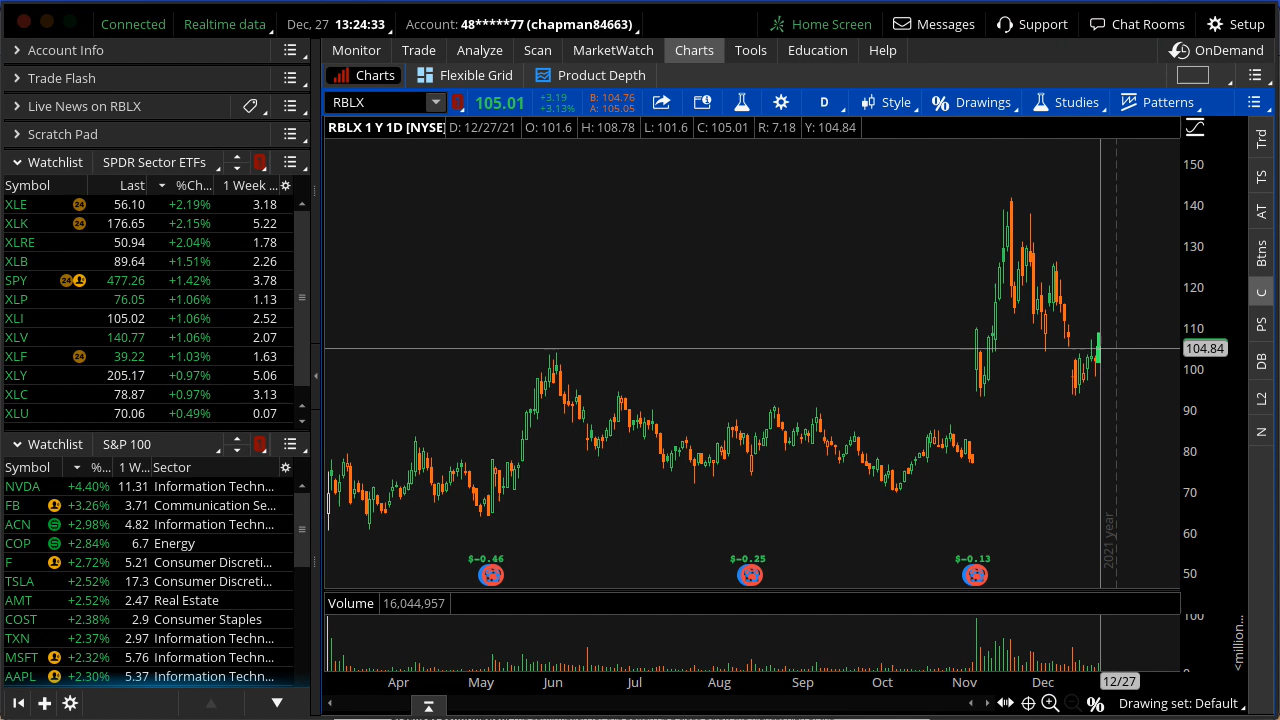 Connected Realtime data Dec, 27 13:24:33 Account: 48*****77 (chapman84663) Home Screen Messages Support Chat Rooms Setup
Account Info
Monitor Trade Analyze Scan MarketWatch Charts Tools Education Help OnDemand
Trade Flash
Charts Flexible Grid Product Depth
Live News on RBLX
RBLX 105.01 +3.19 +3.13% B: 104.76 A: 105.05 D Style Drawings Studies Patterns
Scratch Pad
RBLX 1 Y 1D [NYSE] D: 12/27/21 O: 101.6 H: 108.78 L: 101.6 C: 105.01 R: 7.18 Y: 104.84
Watchlist SPDR Sector ETFs
Symbol Last %Ch... 1 Week ...
XLE 24 56.10 +2.19% 3.18
XLK 24 176.65 +2.15% 5.22
XLRE 50.94 +2.04% 1.78
XLB 89.64 +1.51% 2.26
SPY 24 477.26 +1.42% 3.78
XLP 76.05 +1.06% 1.13
XLI 105.02 +1.06% 2.52
XLV 140.77 +1.06% 2.07
XLF 24 39.22 +1.03% 1.63
XLY 205.17 +0.97% 5.06
XLC 78.87 +0.97% 3.13
XLU 70.06 +0.49% 0.07
Watchlist S&P 100
Symbol %... 1 W... Sector
NVDA +4.40% 11.31 Information Techn...
FB +3.26% 3.71 Communication Se...
ACN +2.98% 4.82 Information Techn...
COP +2.84% 6.7 Energy
F +2.72% 5.21 Consumer Discreti...
TSLA +2.52% 17.3 Consumer Discreti...
AMT +2.52% 2.47 Real Estate
COST +2.38% 2.9 Consumer Staples
TXN +2.37% 2.97 Information Techn...
MSFT +2.32% 5.76 Information Techn...
AAPL +2.30% 5.37 Information Techn...
150
140
130
120
110
104.84
100
90
80
70
60
50
2021 year
$-0.46 $-0.25 $-0.13
Volume 16,044,957
100
0
<million...
Apr May Jun Jul Aug Sep Oct Nov Dec 12/27
Drawing set: Default
Trd
TS
AT
Btns
C
PS
DB
L2
N